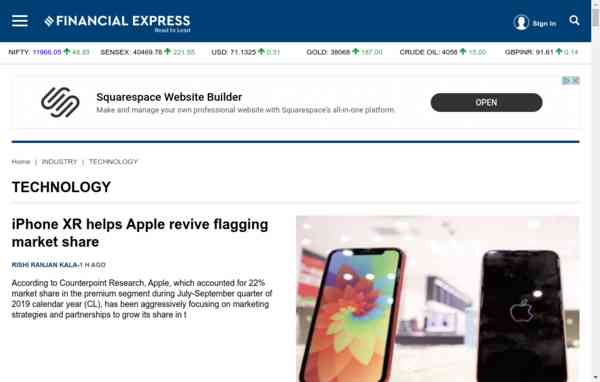 FINANCIAL EXPRESS
Read to Lead
Sign In
NIFTY: 11966.05 48.85 SENSEX: 40469.78 221.55 USD: 71.1325 0.31 GOLD: 38068 187.00 CRUDE OIL: 4056 15.00 GBPINR: 91.61 0.14
Squarespace Website Builder
Make and manage your own professional website with Squarespace's all-in-one platform.
OPEN
Home | INDUSTRY | TECHNOLOGY
TECHNOLOGY
iPhone XR helps Apple revive flagging
market share
RISHI RANJAN KALA-1 H AGO
According to Counterpoint Research, Apple, which accounted for 22%
market share in the premium segment during July-September quarter of
2019 calendar year (CL), has been aggressively focusing on marketing
strategies and partnerships to grow its share in t